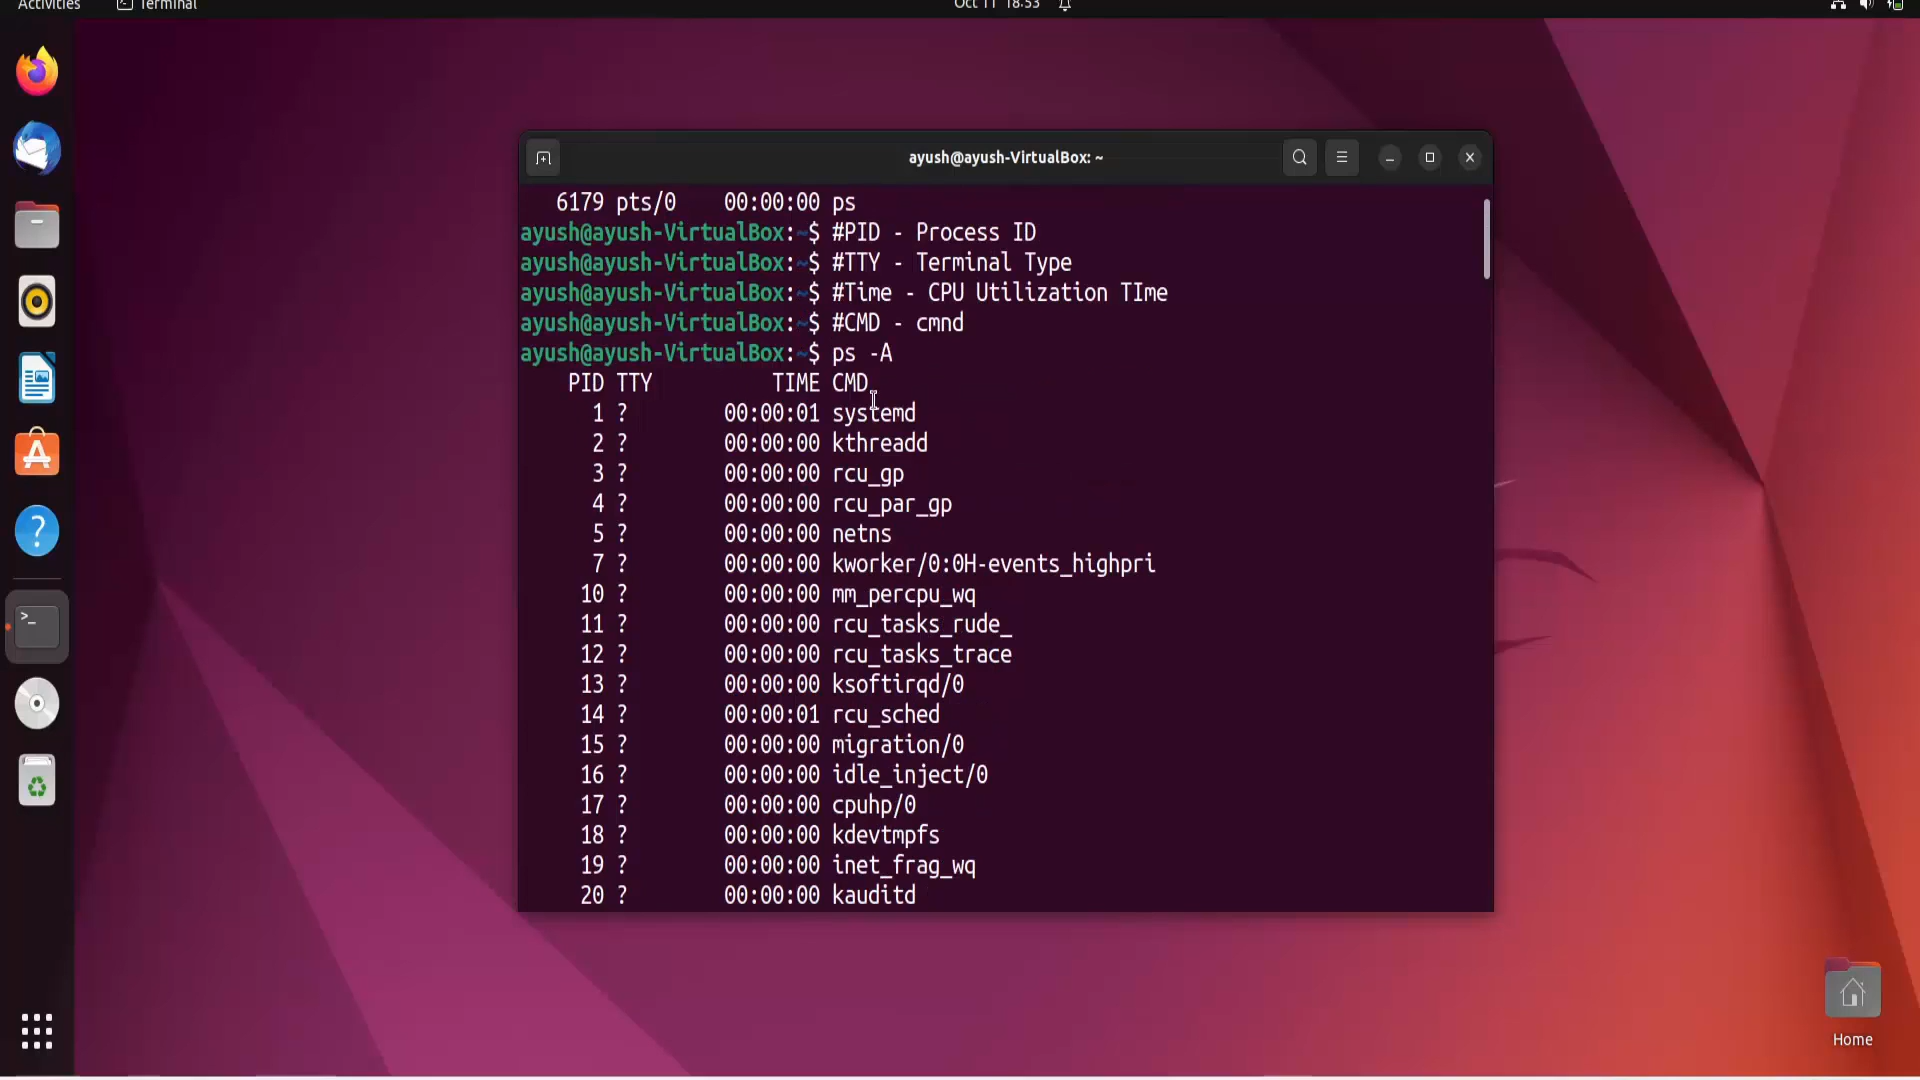 Activities
Terminal
Oct 11 18:53
ayush@ayush-VirtualBox: ~
6179 pts/0 00:00:00 ps
ayush@ayush-VirtualBox:~$ #PID - Process ID
ayush@ayush-VirtualBox:~$ #TTY - Terminal Type
ayush@ayush-VirtualBox:~$ #Time - CPU Utilization TIme
ayush@ayush-VirtualBox:~$ #CMD - cmnd
ayush@ayush-VirtualBox:~$ ps -A
PID TTY TIME CMD
1 ? 00:00:01 systemd
2 ? 00:00:00 kthreadd
3 ? 00:00:00 rcu_gp
4 ? 00:00:00 rcu_par_gp
5 ? 00:00:00 netns
7 ? 00:00:00 kworker/0:0H-events_highpri
10 ? 00:00:00 mm_percpu_wq
11 ? 00:00:00 rcu_tasks_rude_
12 ? 00:00:00 rcu_tasks_trace
13 ? 00:00:00 ksoftirqd/0
14 ? 00:00:01 rcu_sched
15 ? 00:00:00 migration/0
16 ? 00:00:00 idle_inject/0
17 ? 00:00:00 cpuhp/0
18 ? 00:00:00 kdevtmpfs
19 ? 00:00:00 inet_frag_wq
20 ? 00:00:00 kauditd
Home